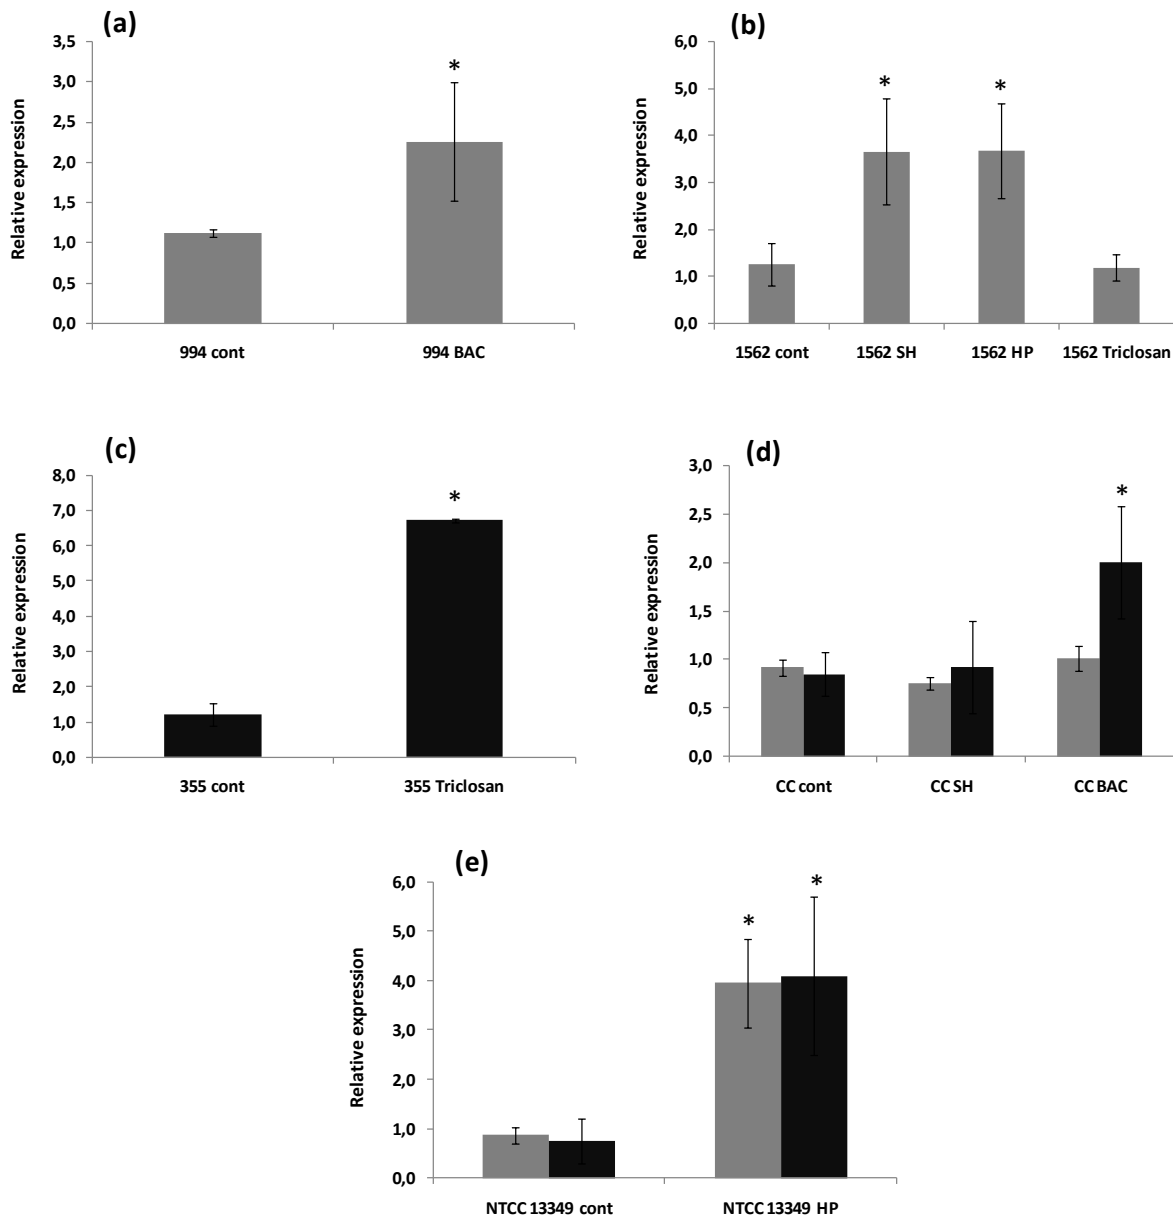 (a)
Relative expression
3,5
3,0
2,5
2,0
1,5
1,0
0,5
0,0
*
994 cont
994 BAC
(b)
Relative expression
6,0
5,0
4,0
3,0
2,0
1,0
0,0
*
*
1562 cont
1562 SH
1562 HP
1562 Triclosan
(c)
Relative expression
8,0
7,0
6,0
5,0
4,0
3,0
2,0
1,0
0,0
*
355 cont
355 Triclosan
(d)
Relative expression
3,0
2,5
2,0
1,5
1,0
0,5
0,0
*
CC cont
CC SH
CC BAC
(e)
Relative expression
6,0
5,0
4,0
3,0
2,0
1,0
0,0
*
*
NTCC 13349 cont
NTCC 13349 HP